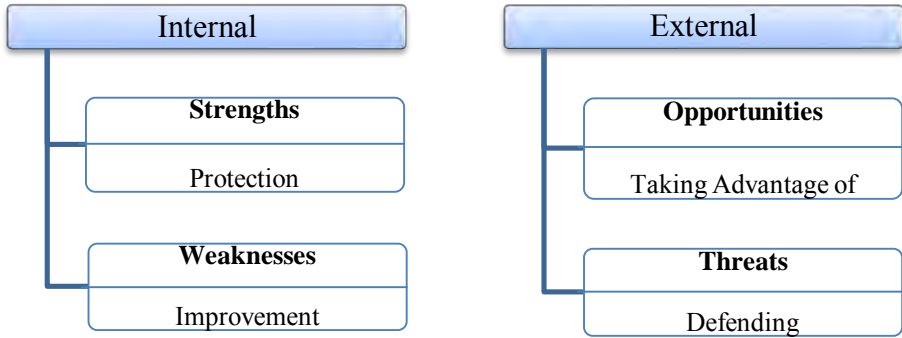 Internal
Strengths
Protection
Weaknesses
Improvement
External
Opportunities
Taking Advantage of
Threats
Defending